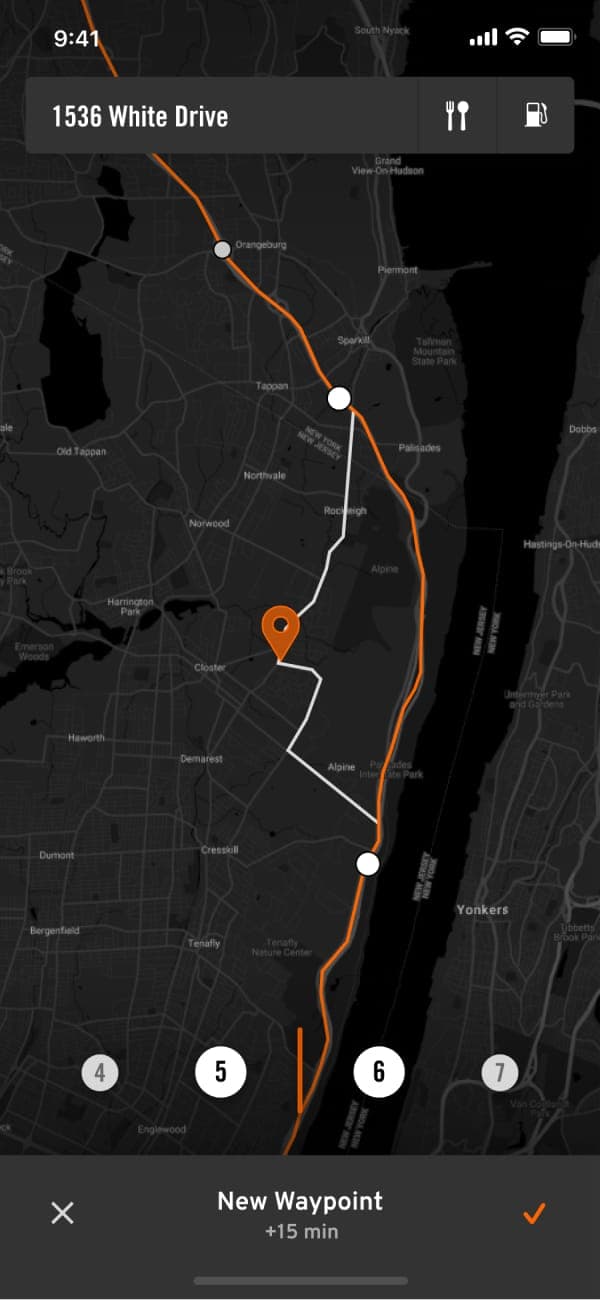 South Nyack
9:41
1536 White Drive
Grand
View-On-Hudson
Orangeburg
Piermont
Sparkill
Tallman
Mountain
State Park
Tappan
NEW YORK
NEW JERSEY
Dobbs
Palisades
Old Tappan
Northvale
Rockleigh
Norwood
Hastings-On-Huds
Alpine
k Brook
y Park
Harrington
Park
NEW JERSEY
NEW YORK
Emerson
Woods
Closter
Untermyer Park
and Gardens
Haworth
Demarest
Alpine
Palisades
Interstate Park
Cresskill
Dumont
NEW JERSEY
NEW YORK
Yonkers
Bergenfield
Tenafly
Tenafly
Nature Center
Tibbetts
Brook Park
4
5
6
7
NEW JERSEY
NEW YORK
Englewood
New Waypoint
+15 min